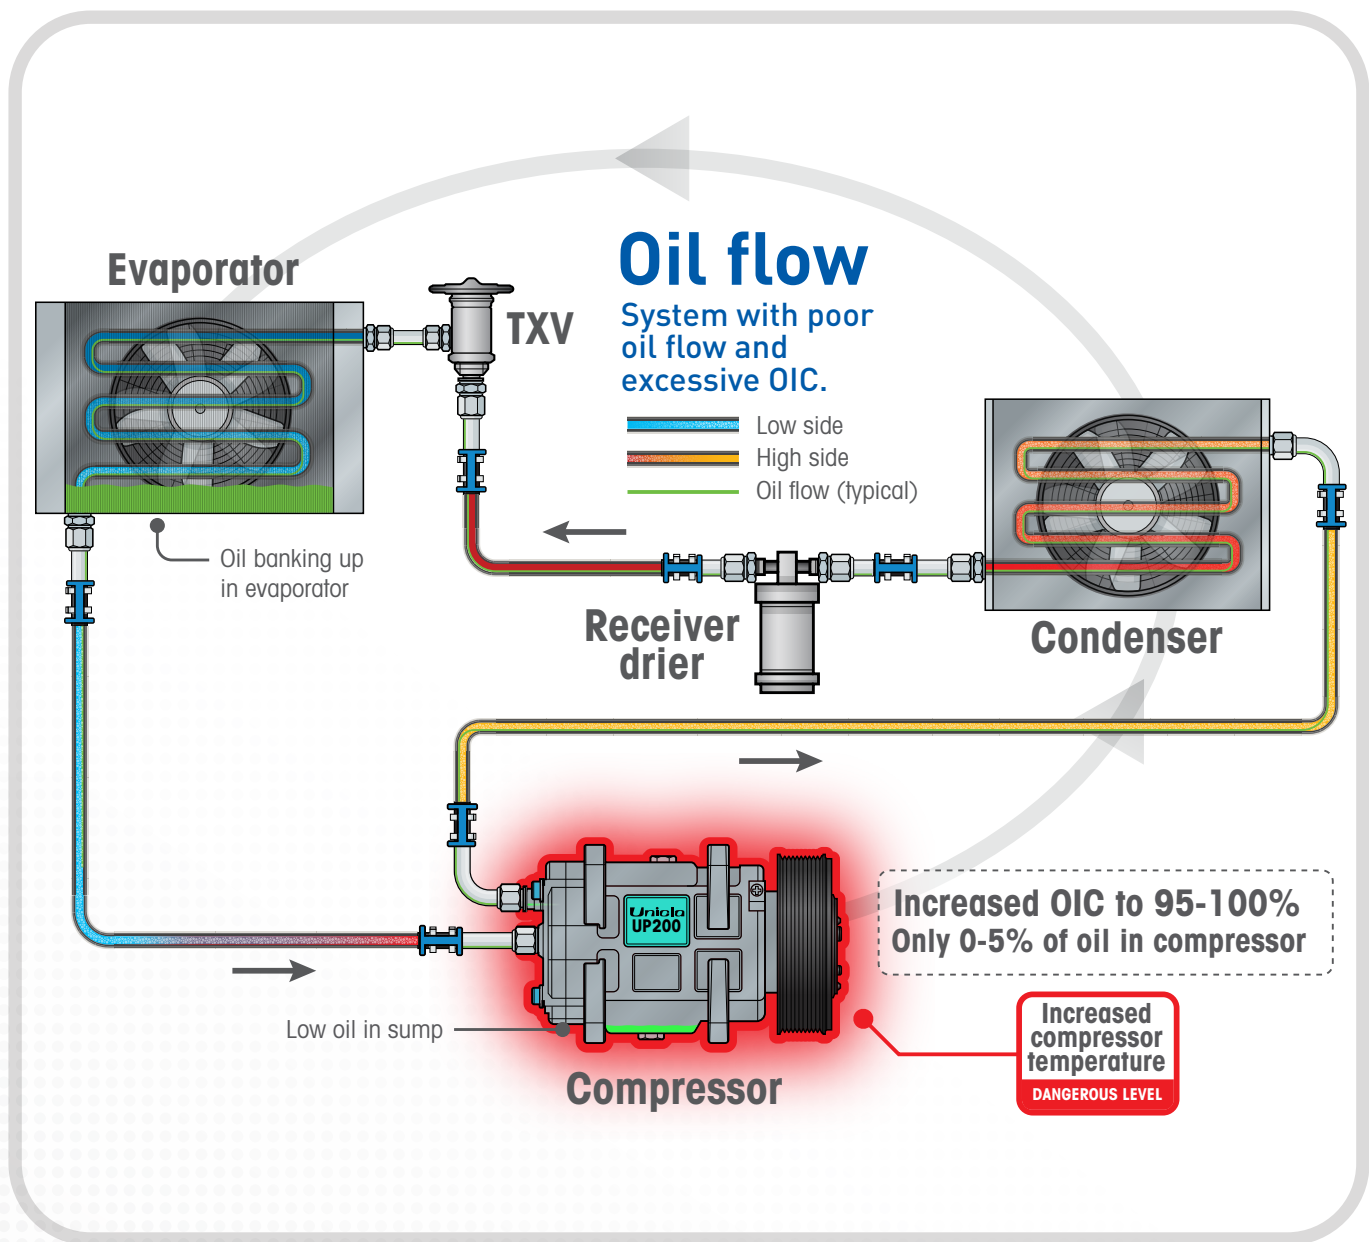 Evaporator
TXV
Oil flow
System with poor
oil flow and
excessive OIC.
Low side
High side
Oil flow (typical)
Oil banking up
in evaporator
Receiver
drier
Condenser
Unicla
UP200
Increased OIC to 95-100%
Only 0-5% of oil in compressor
Low oil in sump
Increased
compressor
temperature
DANGEROUS LEVEL
Compressor